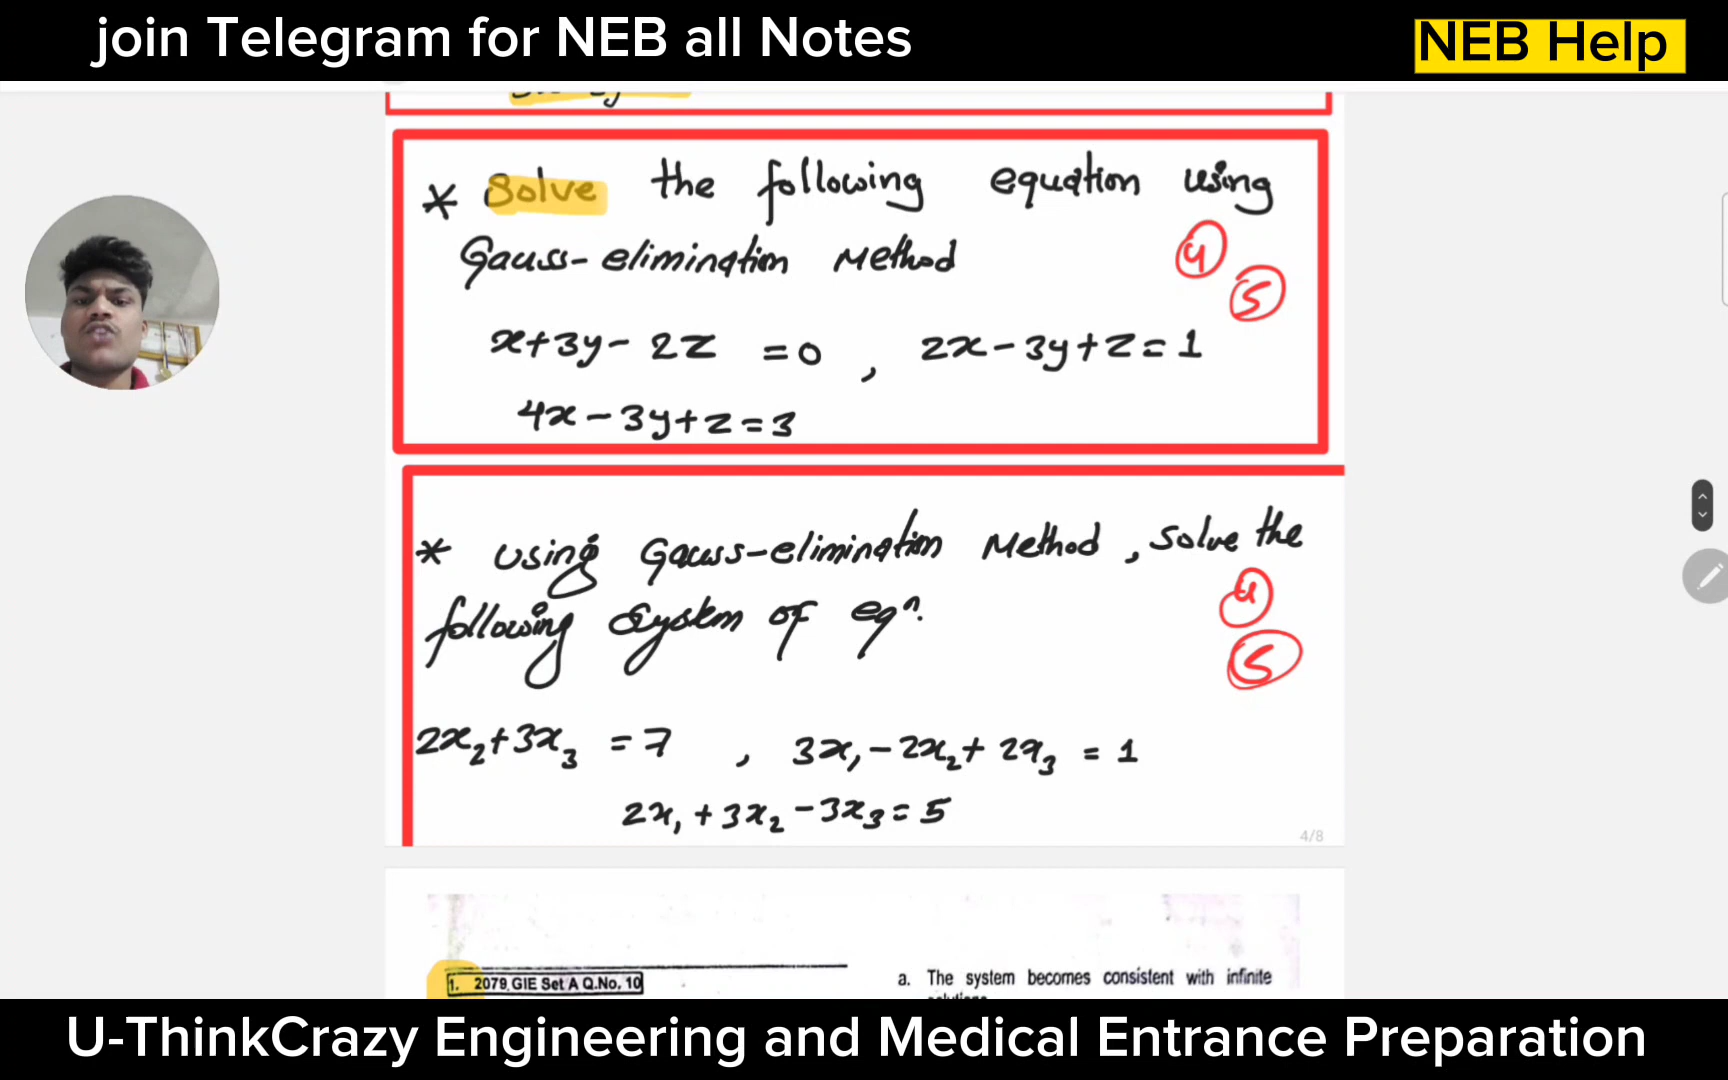 join Telegram for NEB all Notes
NEB Help
* Solve the following equation using
Gauss-elimination Method
4
5
x+3y-2z =0 , 2x-3y+z=1
4x-3y+z=3
* Using Gauss-elimination Method, Solve the
following System of eqⁿ.
4
5
2x₂+3x₃ =7 , 3x₁-2x₂+2x₃ = 1
2x₁+3x₂-3x₃=5
4/8
1. 2079 GIE Set A Q.No. 10
a. The system becomes consistent with infinite
U-ThinkCrazy Engineering and Medical Entrance Preparation